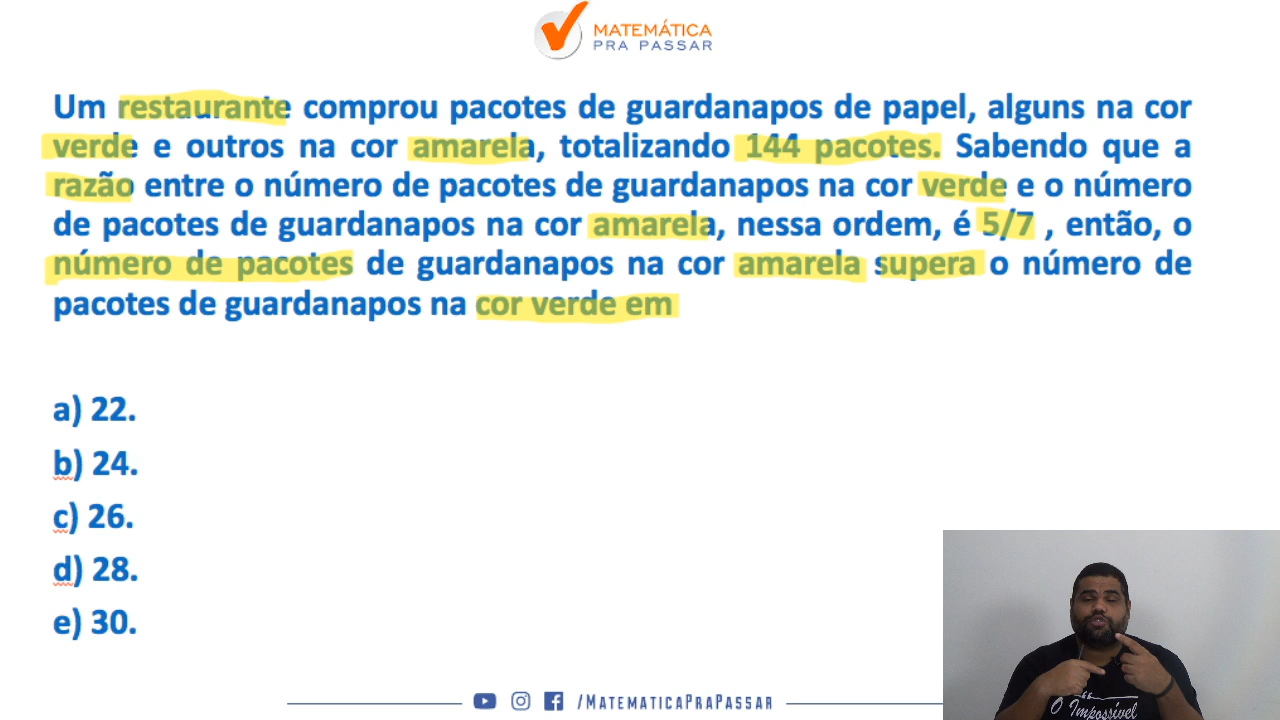 MATEMÁTICA
PRA PASSAR
Um restaurante comprou pacotes de guardanapos de papel, alguns na cor
verde e outros na cor amarela, totalizando 144 pacotes. Sabendo que a
razão entre o número de pacotes de guardanapos na cor verde e o número
de pacotes de guardanapos na cor amarela, nessa ordem, é 5/7 , então, o
número de pacotes de guardanapos na cor amarela supera o número de
pacotes de guardanapos na cor verde em
a) 22.
b) 24.
c) 26.
d) 28.
e) 30.
/MATEMATICAPRAPASSAR
O Impossível